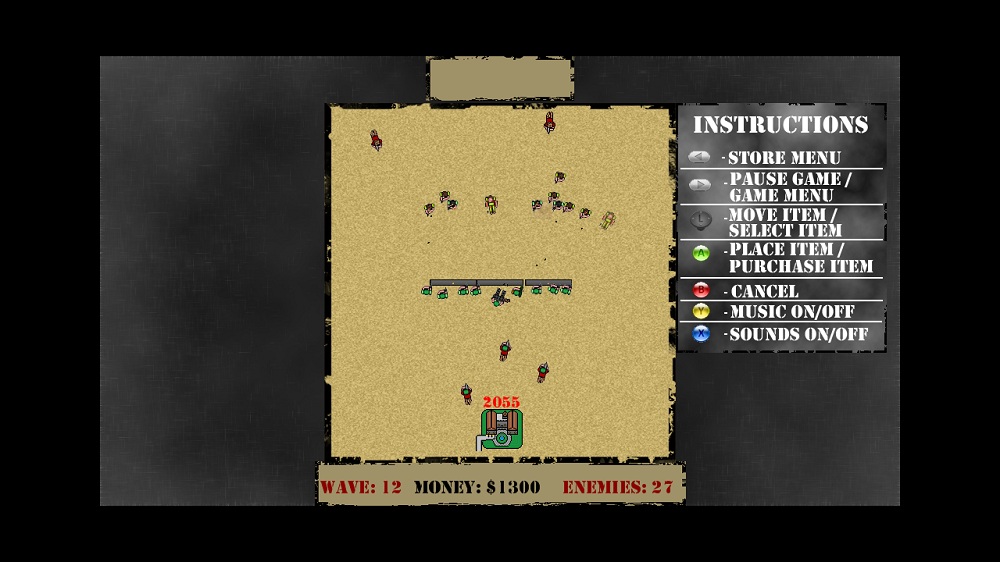 INSTRUCTIONS
- STORE MENU
- PAUSE GAME /
GAME MENU
L
- MOVE ITEM /
SELECT ITEM
A
- PLACE ITEM /
PURCHASE ITEM
B
- CANCEL
Y
- MUSIC ON/OFF
X
- SOUNDS ON/OFF
2055
WAVE: 12 MONEY: $1300 ENEMIES: 27